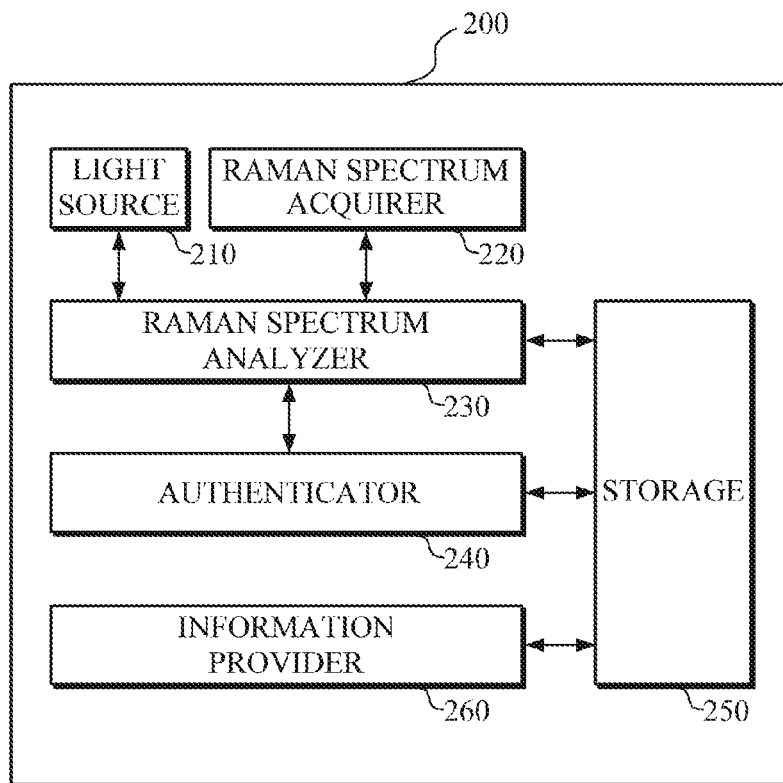 200
LIGHT
SOURCE
210
RAMAN SPECTRUM
ACQUIRER
220
RAMAN SPECTRUM
ANALYZER
230
AUTHENTICATOR
240
STORAGE
250
INFORMATION
PROVIDER
260